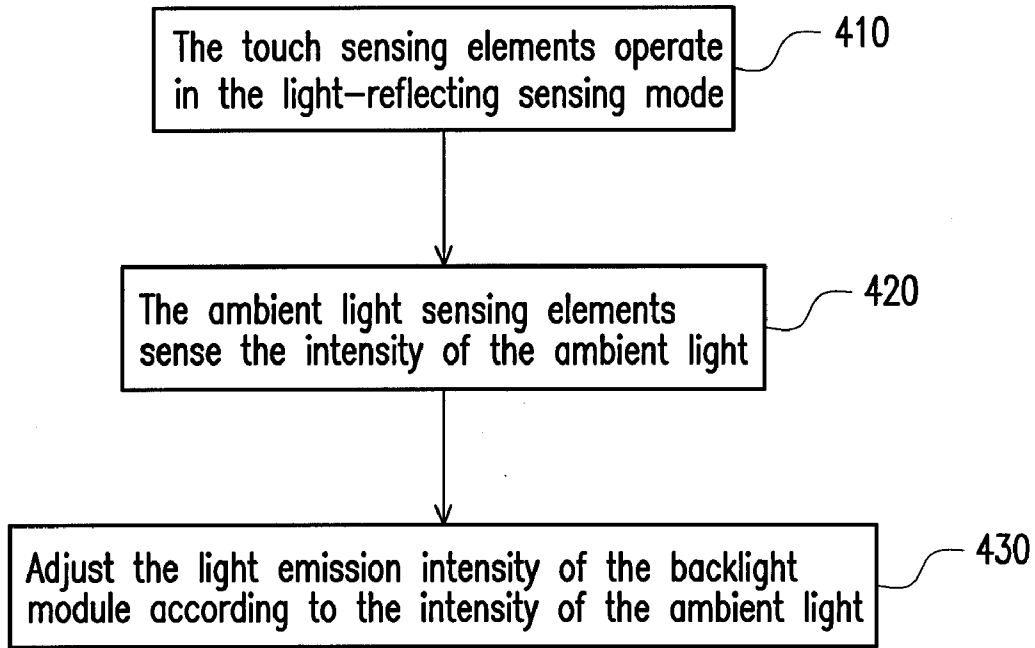 The touch sensing elements operate
in the light-reflecting sensing mode
410
The ambient light sensing elements
sense the intensity of the ambient light
420
Adjust the light emission intensity of the backlight
module according to the intensity of the ambient light
430